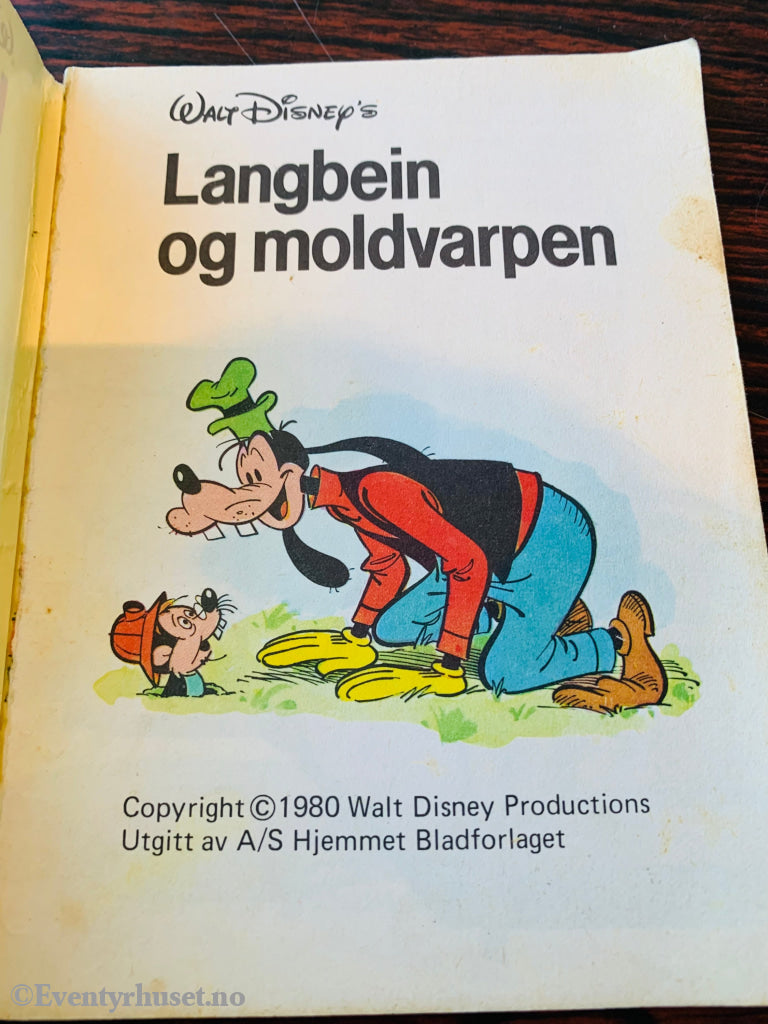 WALT DISNEY'S
Langbein
og moldvarpen
Copyright ©1980 Walt Disney Productions
Utgitt av A/S Hjemmet Bladforlaget
©Eventyrhuset.no